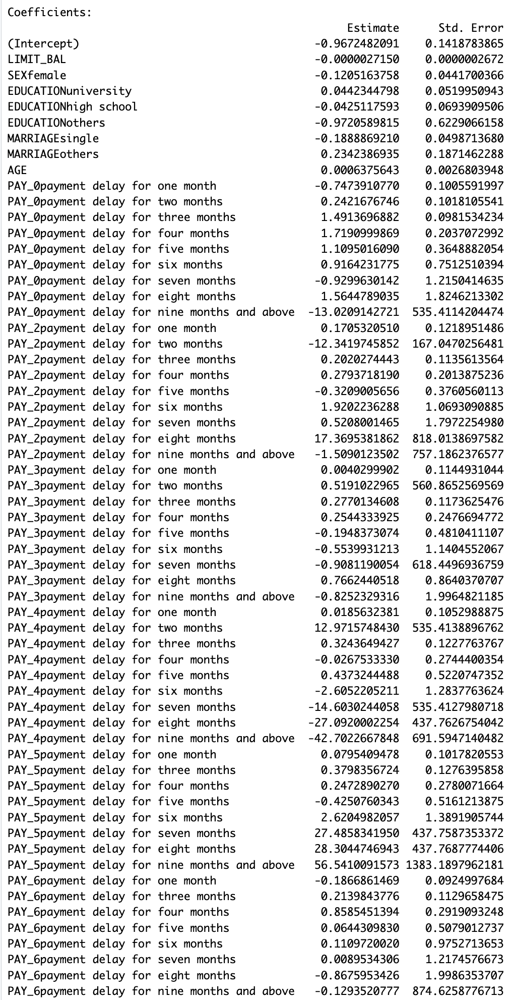 Coefficients:
Estimate Std. Error
(Intercept) -0.9672482091 0.1418783865
LIMIT_BAL -0.0000027150 0.0000002672
SEXfemale -0.1205163758 0.0441700366
EDUCATIONuniversity 0.0442344798 0.0519950943
EDUCATIONhigh school -0.0425117593 0.0693909506
EDUCATIONothers -0.9720589815 0.6229066158
MARRIAGEsingle -0.1888869210 0.0498713680
MARRIAGEothers 0.2342386935 0.1871462288
AGE 0.0006375643 0.0026803948
PAY_0payment delay for one month -0.7473910770 0.1005591997
PAY_0payment delay for two months 0.2421676746 0.1018105541
PAY_0payment delay for three months 1.4913696882 0.0981534234
PAY_0payment delay for four months 1.7190999869 0.2037072992
PAY_0payment delay for five months 1.1095016090 0.3648882054
PAY_0payment delay for six months 0.9164231775 0.7512510394
PAY_0payment delay for seven months -0.9299630142 1.2150414635
PAY_0payment delay for eight months 1.5644789035 1.8246213302
PAY_0payment delay for nine months and above -13.0209142721 535.4114204474
PAY_2payment delay for one month 0.1705320510 0.1218951486
PAY_2payment delay for two months -12.3419745852 167.0470256481
PAY_2payment delay for three months 0.2020274443 0.1135613564
PAY_2payment delay for four months 0.2793718190 0.2013875236
PAY_2payment delay for five months -0.3209005656 0.3760560113
PAY_2payment delay for six months 1.9202236288 1.0693090885
PAY_2payment delay for seven months 0.5208001465 1.7972254980
PAY_2payment delay for eight months 17.3695381862 818.0138697582
PAY_2payment delay for nine months and above -1.5090123502 757.1862376577
PAY_3payment delay for one month 0.0040299902 0.1144931044
PAY_3payment delay for two months 0.5191022965 560.8652569569
PAY_3payment delay for three months 0.2770134608 0.1173625476
PAY_3payment delay for four months 0.2544333925 0.2476694772
PAY_3payment delay for five months -0.1948373074 0.4810411107
PAY_3payment delay for six months -0.5539931213 1.1404552067
PAY_3payment delay for seven months -0.9081190054 618.4496936759
PAY_3payment delay for eight months 0.7662440518 0.8640370707
PAY_3payment delay for nine months and above -0.8252329316 1.9964821185
PAY_4payment delay for one month 0.0185632381 0.1052988875
PAY_4payment delay for two months 12.9715748430 535.4138896762
PAY_4payment delay for three months 0.3243649427 0.1227763767
PAY_4payment delay for four months -0.0267533330 0.2744400354
PAY_4payment delay for five months 0.4373244488 0.5220747352
PAY_4payment delay for six months -2.6052205211 1.2837763624
PAY_4payment delay for seven months -14.6030244058 535.4127980718
PAY_4payment delay for eight months -27.0920002254 437.7626754042
PAY_4payment delay for nine months and above -42.7022667848 691.5947140482
PAY_5payment delay for one month 0.0795409478 0.1017820553
PAY_5payment delay for three months 0.3798356724 0.1276395858
PAY_5payment delay for four months 0.2472890270 0.2780071664
PAY_5payment delay for five months -0.4250760343 0.5161213875
PAY_5payment delay for six months 2.6204982057 1.3891905744
PAY_5payment delay for seven months 27.4858341950 437.7587353372
PAY_5payment delay for eight months 28.3044746943 437.7687774406
PAY_5payment delay for nine months and above 56.5410091573 1383.1897962181
PAY_6payment delay for one month -0.1866861469 0.0924997684
PAY_6payment delay for three months 0.2139843776 0.1129658475
PAY_6payment delay for four months 0.8585451394 0.2919093248
PAY_6payment delay for five months 0.0644309830 0.5079012737
PAY_6payment delay for six months 0.1109720020 0.9752713653
PAY_6payment delay for seven months 0.0089534306 1.2174576673
PAY_6payment delay for eight months -0.8675953426 1.9986353707
PAY_6payment delay for nine months and above -0.1293520777 874.6258776713